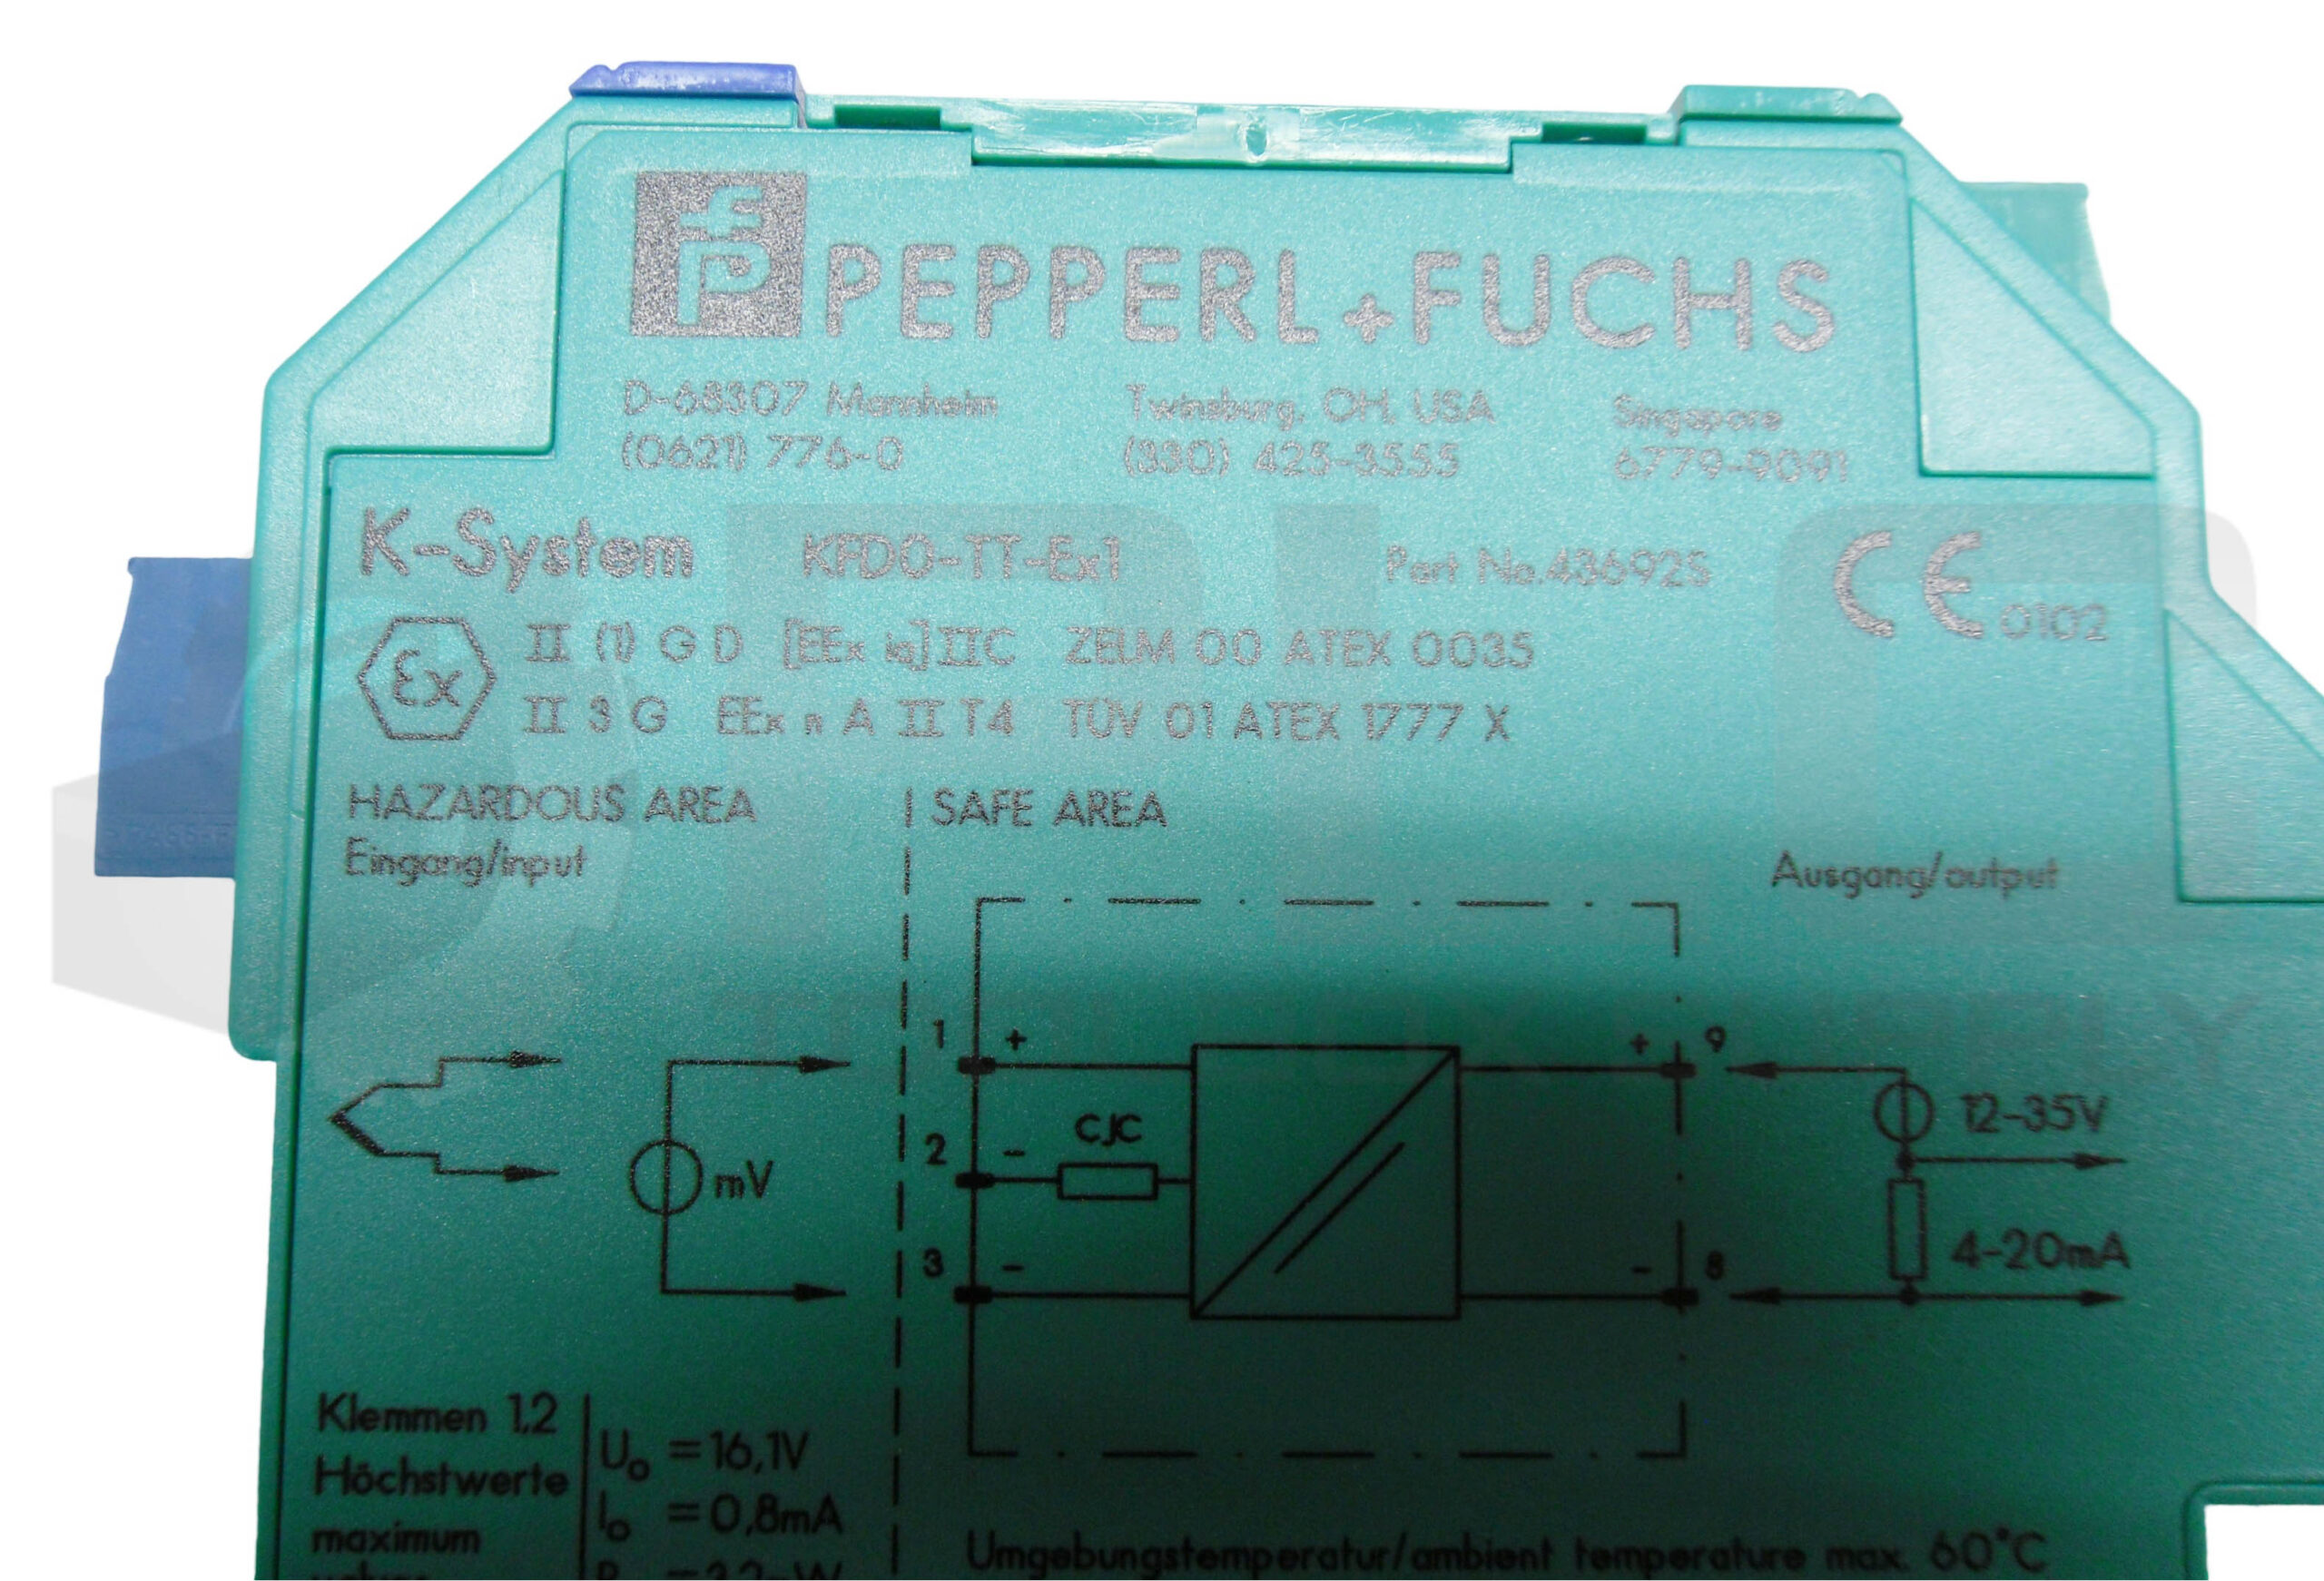 fP PEPPERL+FUCHS
D-68307 Mannheim Twinsburg, OH, USA Singapore
(0621) 776-0 (330) 425-3555 6779-9091
K-System KFD0-TT-Ex1 Part No.43692S CE 0102
Ex II (1) G D [EEx ia] IIC ZELM 00 ATEX 0035
II 3 G EEx n A II T4 TÜV 01 ATEX 1777 X
HAZARDOUS AREA SAFE AREA
Eingang/input Ausgang/output
1 + + 9
12-35V
CJC
2 -
mV
4-20mA
3 - - 8
Klemmen 1,2
Höchstwerte
maximum
Uo =16,1V
Io =0,8mA
Umgebungstemperatur/ambient temperature max. 60°C